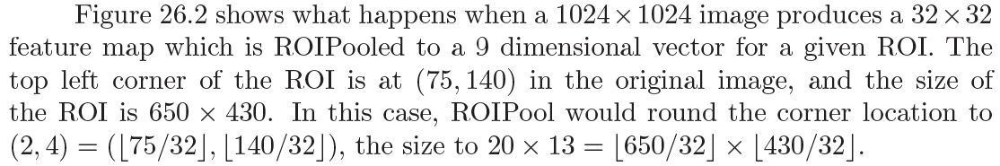 Figure 26.2 shows what happens when a 1024×1024 image produces a 32×32
feature map which is ROIPooled to a 9 dimensional vector for a given ROI. The
top left corner of the ROI is at (75, 140) in the original image, and the size of
the ROI is 650 × 430. In this case, ROIPool would round the corner location to
(2, 4) = (⌊75/32⌋, ⌊140/32⌋), the size to 20 × 13 = ⌊650/32⌋ × ⌊430/32⌋.